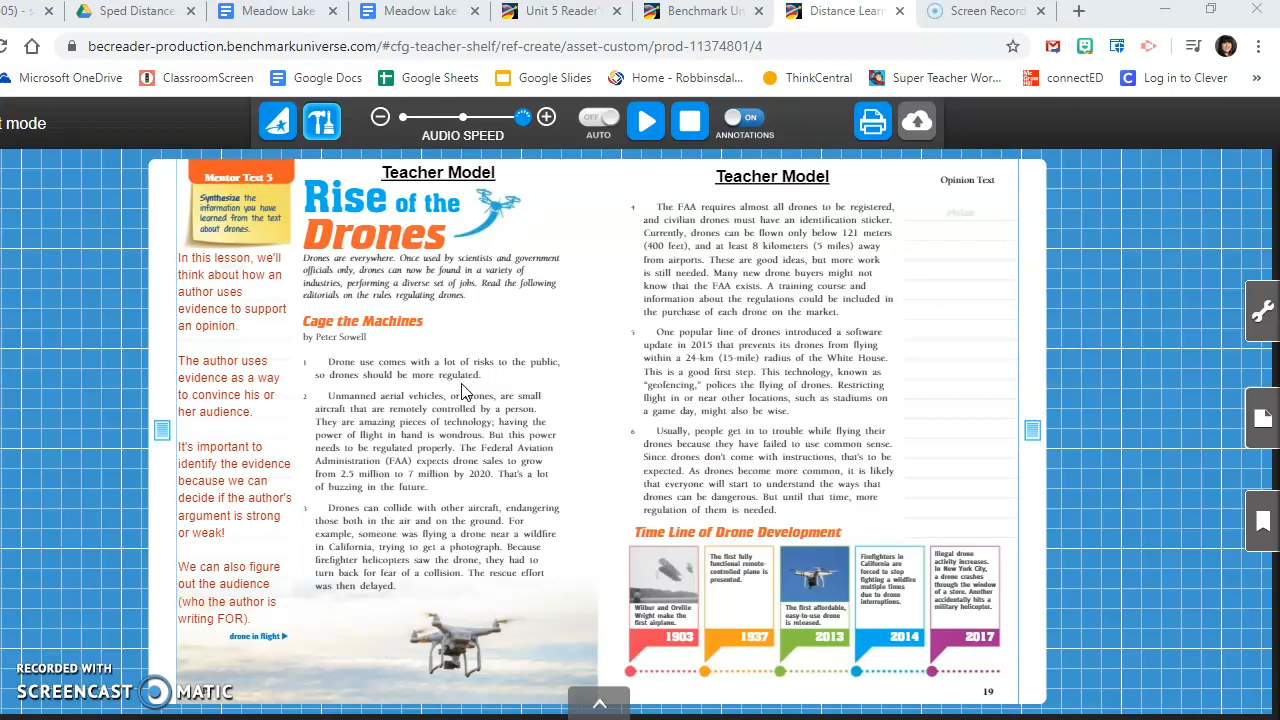 05) - s
Sped Distance
Meadow Lake
Meadow Lake
Unit 5 Reader'
Benchmark Un
Distance Lear
Screen Record
becreader-production.benchmarkuniverse.com/#cfg-teacher-shelf/ref-create/asset-custom/prod-11374801/4
Microsoft OneDrive
ClassroomScreen
Google Docs
Google Sheets
Google Slides
Home - Robbinsdal...
ThinkCentral
Super Teacher Wor...
connectED
Log in to Clever
»
t mode
AUDIO SPEED
OFF
AUTO
ON
ANNOTATIONS
Mentor Text 5
Synthesize the
information you have
learned from the text
about drones.
In this lesson, we'll
think about how an
author uses
evidence to support
an opinion.
The author uses
evidence as a way
to convince his or
her audience.
It's important to
identify the evidence
because we can
decide if the author's
argument is strong
or weak!
We can also figure
out the audience
(who the author is
writing FOR).
drone in flight
Teacher Model
Rise of the
Drones
Drones are everywhere. Once used by scientists and government
officials only, drones can now be found in a variety of
industries, performing a diverse set of jobs. Read the following
editorials on the rules regulating drones.
Cage the Machines
by Peter Sowell
1 Drone use comes with a lot of risks to the public,
so drones should be more regulated.
2 Unmanned aerial vehicles, or drones, are small
aircraft that are remotely controlled by a person.
They are amazing pieces of technology; having the
power of flight in hand is wondrous. But this power
needs to be regulated properly. The Federal Aviation
Administration (FAA) expects drone sales to grow
from 2.5 million to 7 million by 2020. That's a lot
of buzzing in the future.
3 Drones can collide with other aircraft, endangering
those both in the air and on the ground. For
example, someone was flying a drone near a wildfire
in California, trying to get a photograph. Because
firefighter helicopters saw the drone, they had to
turn back for fear of a collision. The rescue effort
was then delayed.
Teacher Model
Opinion Text
Notes
4 The FAA requires almost all drones to be registered,
and civilian drones must have an identification sticker.
Currently, drones can be flown only below 121 meters
(400 feet), and at least 8 kilometers (5 miles) away
from airports. These are good ideas, but more work
is still needed. Many new drone buyers might not
know that the FAA exists. A training course and
information about the regulations could be included in
the purchase of each drone on the market.
5 One popular line of drones introduced a software
update in 2015 that prevents its drones from flying
within a 24-km (15-mile) radius of the White House.
This is a good first step. This technology, known as
“geofencing,” polices the flying of drones. Restricting
flight in or near other locations, such as stadiums on
a game day, might also be wise.
6 Usually, people get in to trouble while flying their
drones because they have failed to use common sense.
Since drones don't come with instructions, that's to be
expected. As drones become more common, it is likely
that everyone will start to understand the ways that
drones can be dangerous. But until that time, more
regulation of them is needed.
Time Line of Drone Development
Wilbur and Orville
Wright make the
first airplane.
1903
The first fully
functional remote-
controlled plane is
presented.
1937
The first affordable,
easy-to-use drone
is released.
2013
Firefighters in
California are
forced to stop
fighting a wildfire
multiple times
due to drone
interruptions.
2014
Illegal drone
activity increases.
In New York City,
a drone crashes
through the window
of a store. Another
accidentally hits a
military helicopter.
2017
19
RECORDED WITH
SCREENCAST MATIC